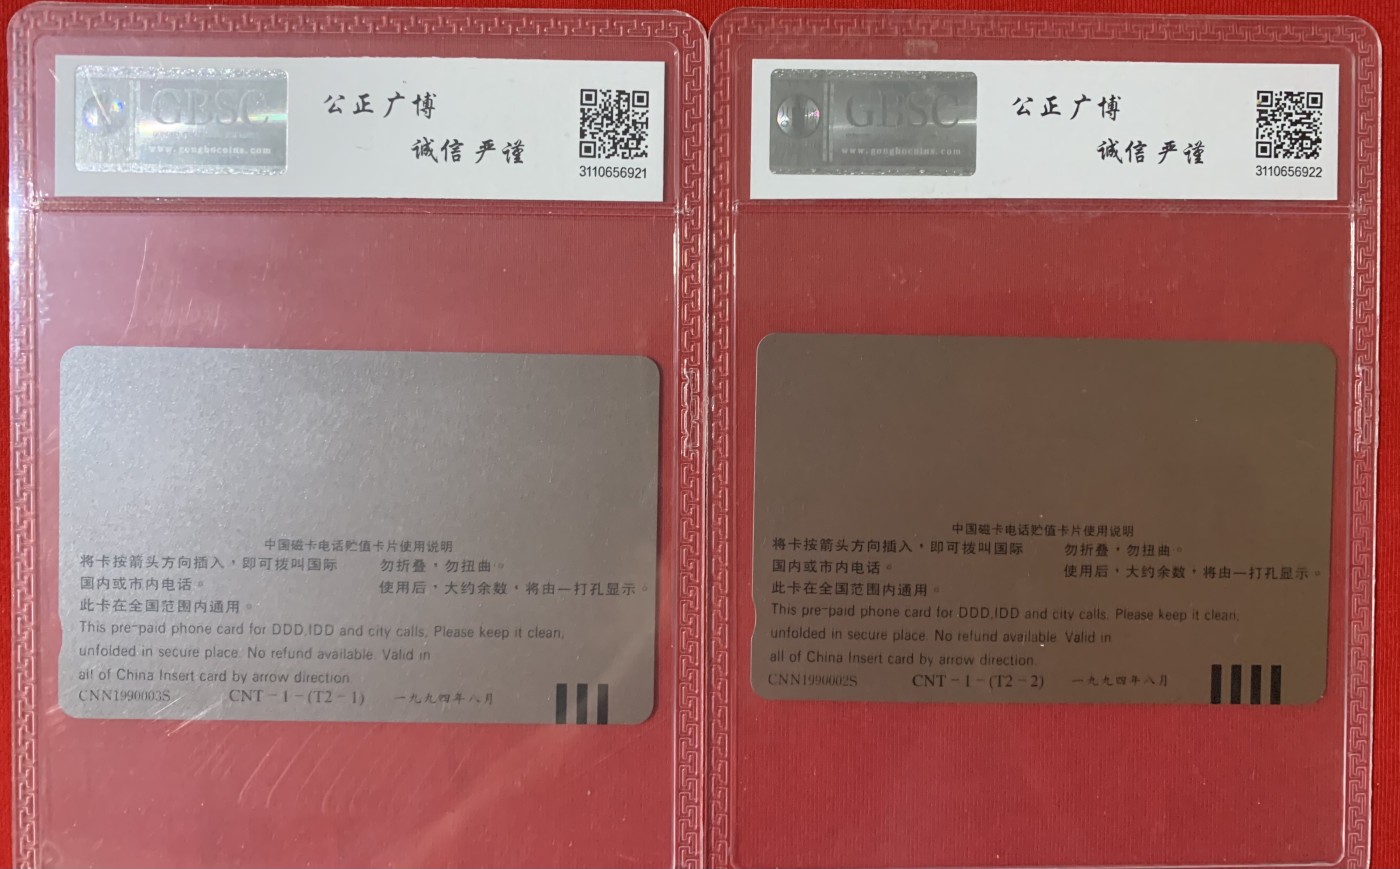 GBSC
www.gongbocoins.com
公正广博
诚信严谨
3110656921
中国磁卡电话贮值卡片使用说明
将卡按箭头方向插入，即可拨叫国际
国内或市内电话。
此卡在全国范围内通用。
勿折叠，勿扭曲。
使用后，大约余数，将由一打孔显示。
This pre-paid phone card for DDD,IDD and city calls, Please keep it clean,
unfolded in secure place. No refund available. Valid in
all of China Insert card by arrow direction.
CNN1990003S CNT-1-(T2-1) 一九九四年八月
GBSC
www.gongbocoins.com
公正广博
诚信严谨
3110656922
中国磁卡电话贮值卡片使用说明
将卡按箭头方向插入，即可拨叫国际
国内或市内电话。
此卡在全国范围内通用。
勿折叠，勿扭曲。
使用后，大约余数，将由一打孔显示。
This pre-paid phone card for DDD,IDD and city calls, Please keep it clean,
unfolded in secure place. No refund available. Valid in
all of China Insert card by arrow direction.
CNN1990002S CNT-1-(T2-2) 一九九四年八月